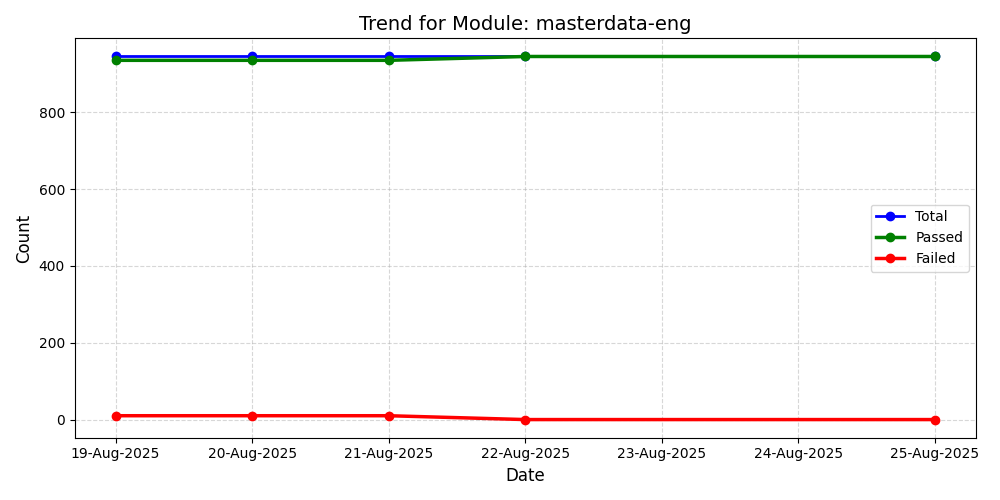 Trend for Module: masterdata-eng
Count
800
600
400
200
0
Total
Passed
Failed
19-Aug-2025
20-Aug-2025
21-Aug-2025
22-Aug-2025
23-Aug-2025
24-Aug-2025
25-Aug-2025
Date